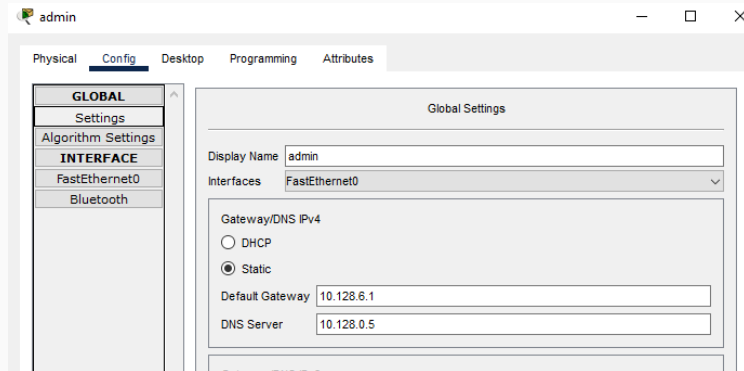 admin
Physical Config Desktop Programming Attributes
GLOBAL
Settings
Algorithm Settings
INTERFACE
FastEthernet0
Bluetooth
Global Settings
Display Name admin
Interfaces FastEthernet0
Gateway/DNS IPv4
DHCP
Static
Default Gateway 10.128.6.1
DNS Server 10.128.0.5